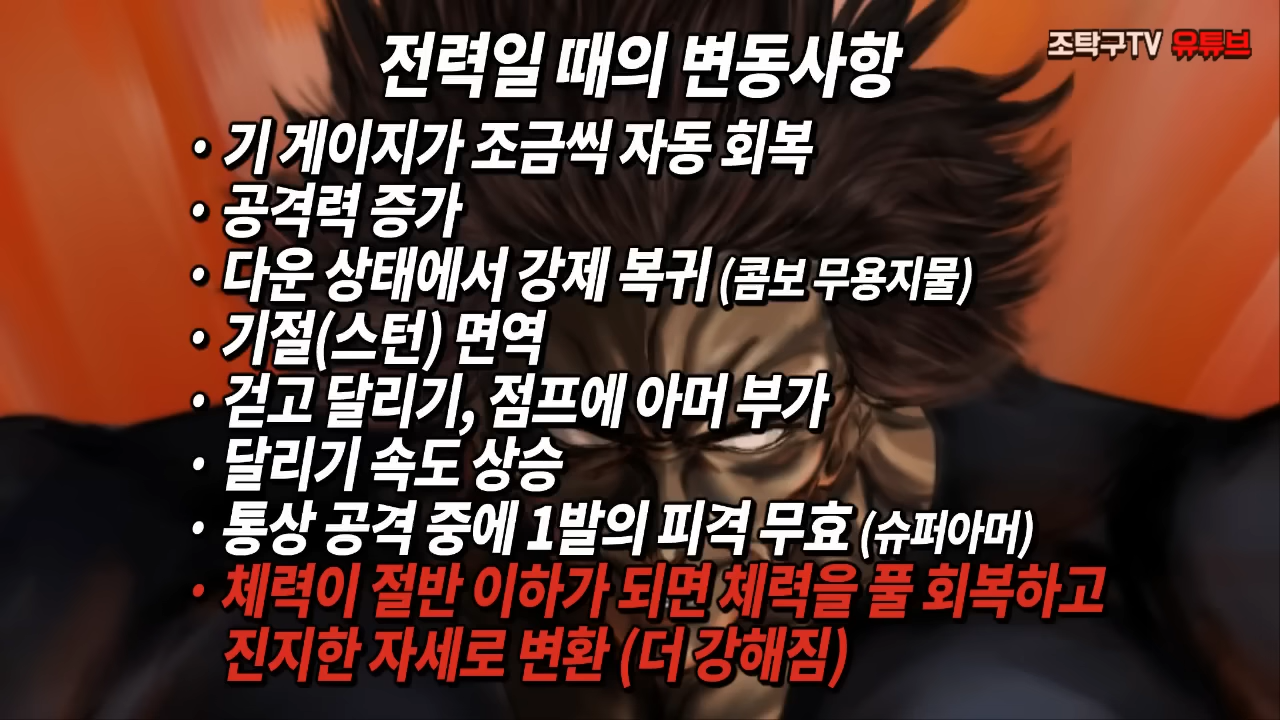 전력일 때의 변동사항
조탁구TV 유튜브
• 기 게이지가 조금씩 자동 회복
• 공격력 증가
• 다운 상태에서 강제 복귀 (콤보 무용지물)
• 기절(스턴) 면역
• 걷고 달리기, 점프에 아머 부가
• 달리기 속도 상승
• 통상 공격 중에 1발의 피격 무효 (슈퍼아머)
• 체력이 절반 이하가 되면 체력을 풀 회복하고
진지한 자세로 변환 (더 강해짐)